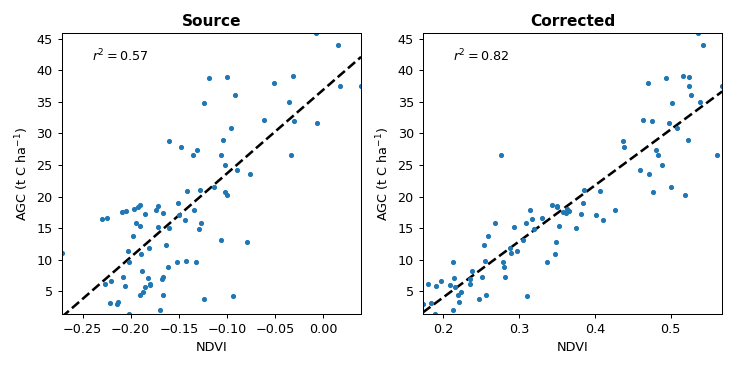 Source
Corrected
r² = 0.57
r² = 0.82
AGC (t C ha⁻¹)
45
40
35
30
25
20
15
10
5
−0.25 −0.20 −0.15 −0.10 −0.05 0.00
NDVI
AGC (t C ha⁻¹)
45
40
35
30
25
20
15
10
5
0.2 0.3 0.4 0.5
NDVI